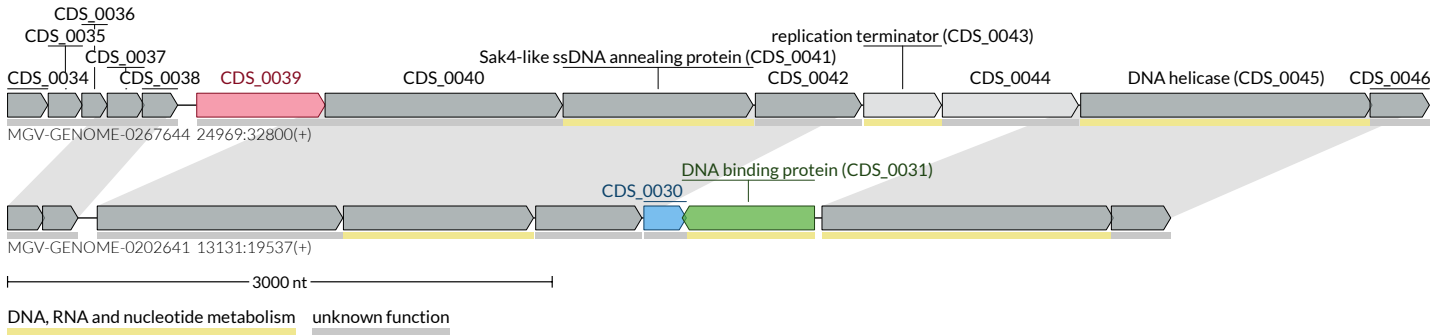 CDS_0036
CDS_0035
replication terminator (CDS_0043)
CDS_0037
Sak4-like ssDNA annealing protein (CDS_0041)
CDS_0034
CDS_0038
CDS_0039
CDS_0040
CDS_0042
CDS_0044
DNA helicase (CDS_0045)
CDS_0046
MGV-GENOME-0267644 24969:32800(+)
DNA binding protein (CDS_0031)
CDS_0030
MGV-GENOME-0202641 13131:19537(+)
3000 nt
DNA, RNA and nucleotide metabolism
unknown function